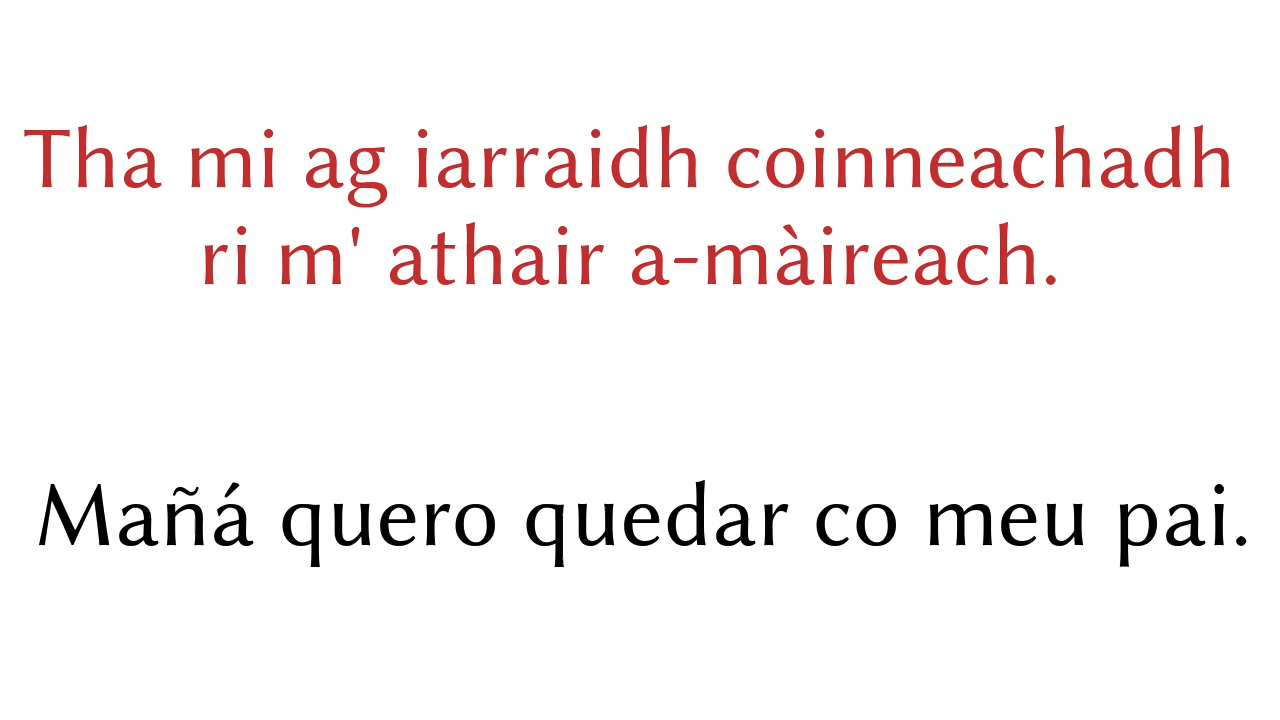 Tha mi ag iarraidh coinneachadh
ri m' athair a-màireach.
Mañá quero quedar co meu pai.